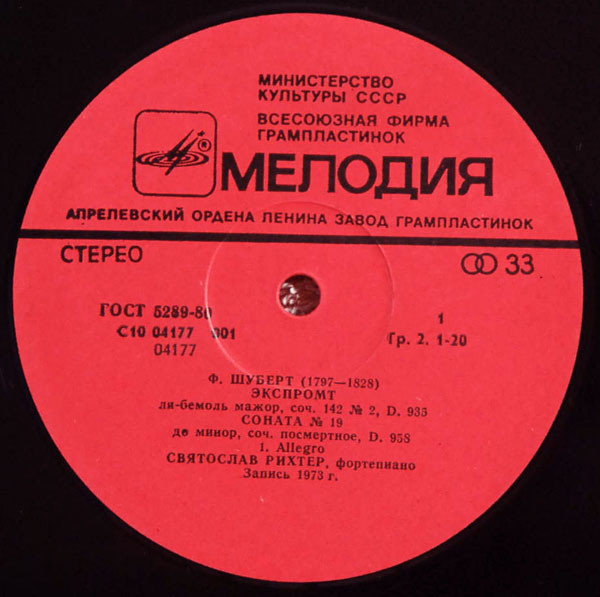 МИНИСТЕРСТВО
КУЛЬТУРЫ СССР
ВСЕСОЮЗНАЯ ФИРМА
ГРАМПЛАСТИНОК
®
МЕЛОДИЯ
АПРЕЛЕВСКИЙ ОРДЕНА ЛЕНИНА ЗАВОД ГРАМПЛАСТИНОК
СТЕРЕО
33
ГОСТ 5289-80
1
С10 04177 001
Гр. 2. 1-20
04177
Ф. ШУБЕРТ (1797—1828)
ЭКСПРОМТ
ля-бемоль мажор, соч. 142 № 2, D. 935
СОНАТА № 19
до минор, соч. посмертное, D. 958
1. Allegro
СВЯТОСЛАВ РИХТЕР, фортепиано
Запись 1973 г.